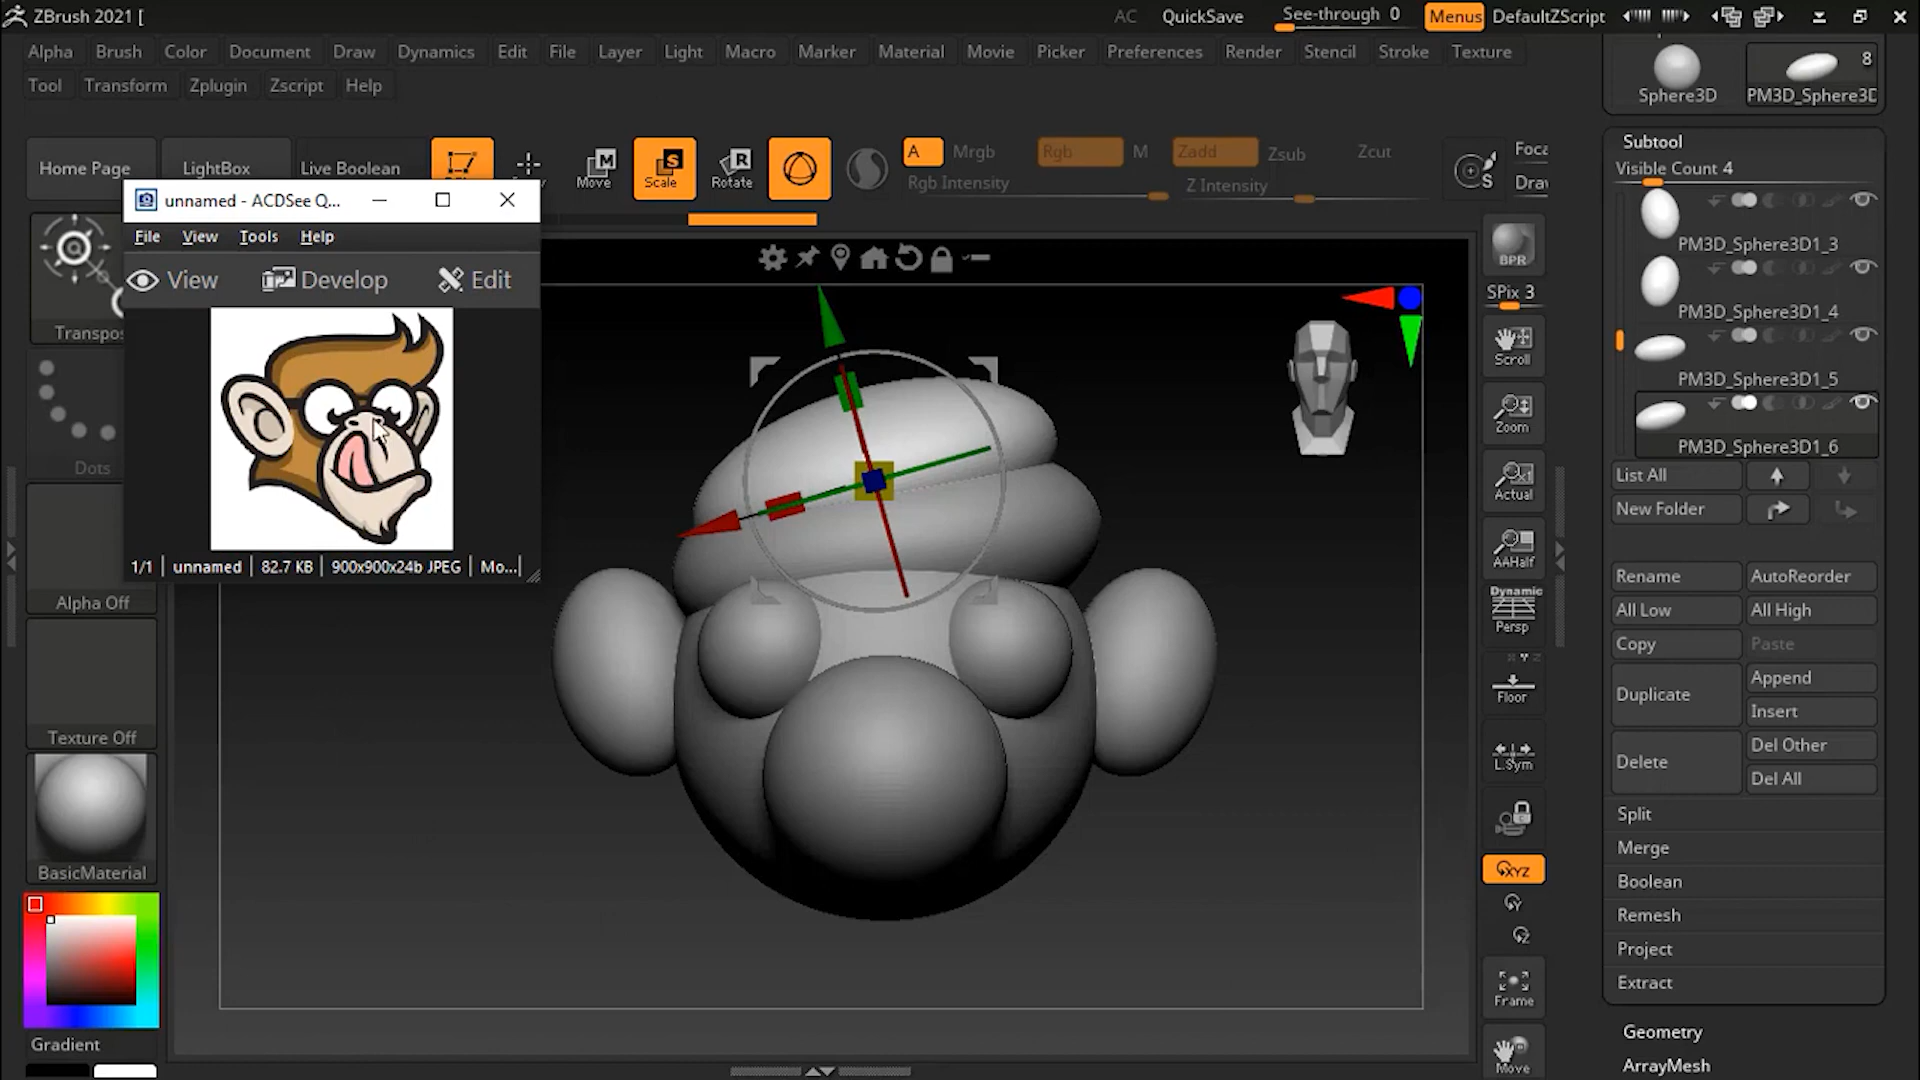 ZBrush 2021 [
AC QuickSave See-through 0 Menus DefaultZScript
Alpha Brush Color Document Draw Dynamics Edit File Layer Light Macro Marker Material Movie Picker Preferences Render Stencil Stroke Texture
Tool Transform Zplugin Zscript Help
Home Page LightBox Live Boolean
Move Scale Rotate
A Mrgb Rgb M Zadd Zsub Zcut
Rgb Intensity Z Intensity
S
Foca
Drav
unnamed - ACDSee Q...
File View Tools Help
View Develop Edit
1/1 unnamed 82.7 KB 900x900x24b JPEG Mo...
Transpos
Dots
Alpha Off
Texture Off
BasicMaterial
Gradient
BPR
SPix 3
Scroll
Zoom
Actual
AAHalf
Dynamic
Persp
Floor
L.Sym
XYZ
Y
Z
Frame
Move
8
Sphere3D PM3D_Sphere3D
Subtool
Visible Count 4
PM3D_Sphere3D1_3
PM3D_Sphere3D1_4
PM3D_Sphere3D1_5
PM3D_Sphere3D1_6
List All
New Folder
Rename AutoReorder
All Low All High
Copy Paste
Duplicate Append
Insert
Delete Del Other
Del All
Split
Merge
Boolean
Remesh
Project
Extract
Geometry
ArrayMesh